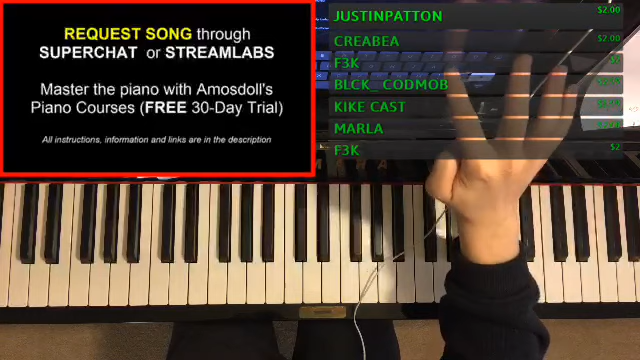 REQUEST SONG through
SUPERCHAT or STREAMLABS
Master the piano with Amosdoll's
Piano Courses (FREE 30-Day Trial)
All instructions, information and links are in the description
JUSTINPATTON $2.00
CREABEA $2.00
F3K
BLCK_CODMOB
KIKE CAST
MARLA
F3K $2